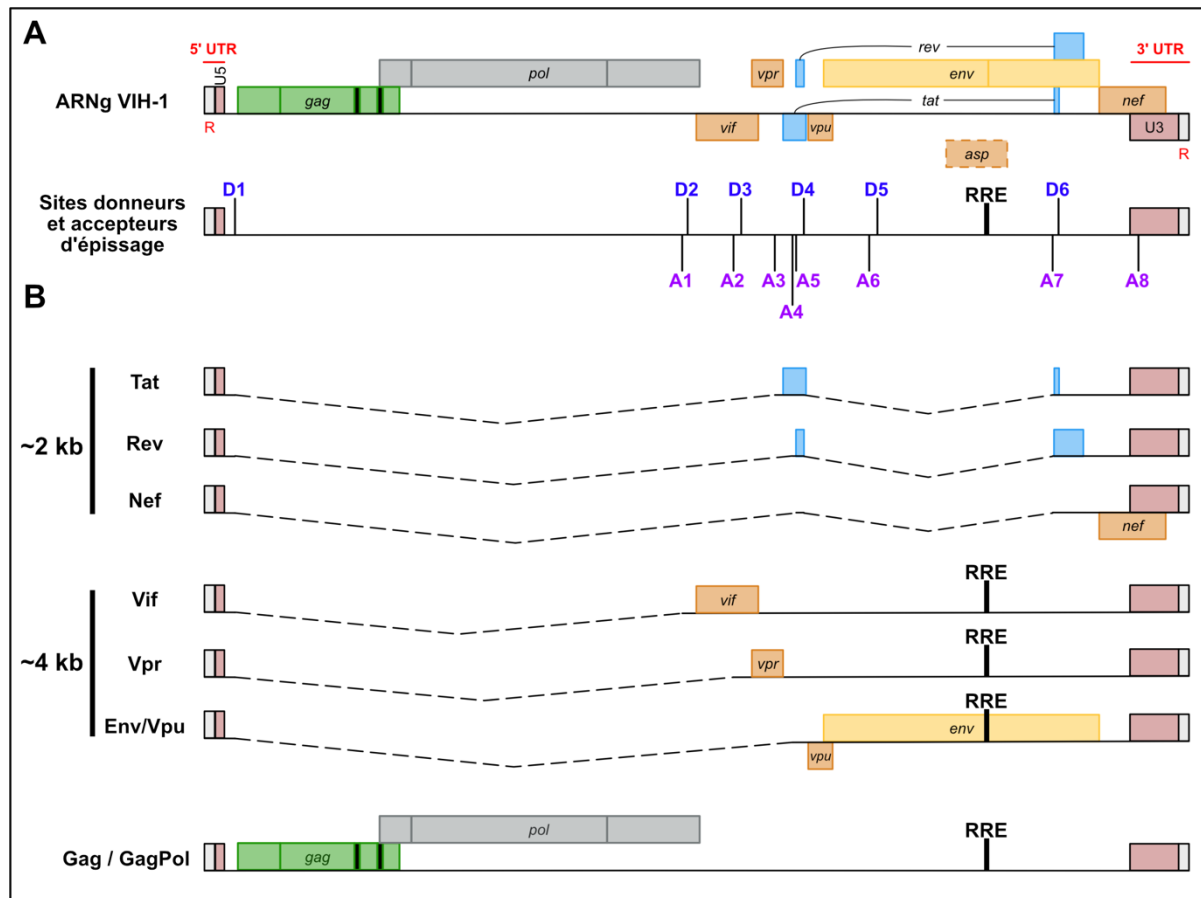 A
5' UTR
U5
gag
pol
vif
vpr
rev
env
tat
vpu
asp
nef
3' UTR
U3
ARNg VIH-1
R
R
Sites donneurs
et accepteurs
d'épissage
D1
D2
D3
D4
D5
RRE
D6
A1
A2
A3
A4
A5
A6
A7
A8
B
~2 kb
Tat
Rev
Nef
nef
~4 kb
Vif
vif
RRE
Vpr
vpr
RRE
Env/Vpu
vpu
env
RRE
Gag / GagPol
gag
pol
RRE